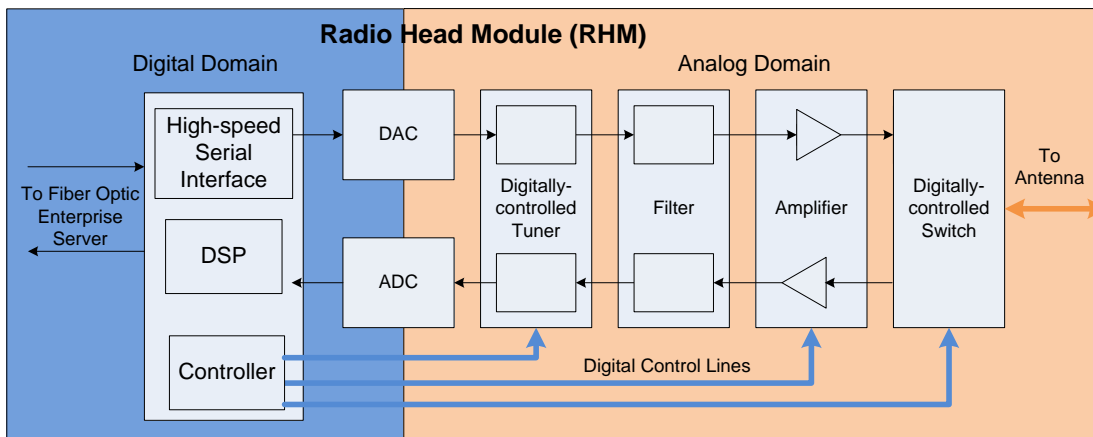 Radio Head Module (RHM)
Digital Domain
Analog Domain
High-speed
Serial
Interface
DAC
To
Antenna
To Fiber Optic
Enterprise
Server
Digitally-
controlled
Tuner
Filter
Amplifier
Digitally-
controlled
Switch
DSP
ADC
Controller
Digital Control Lines